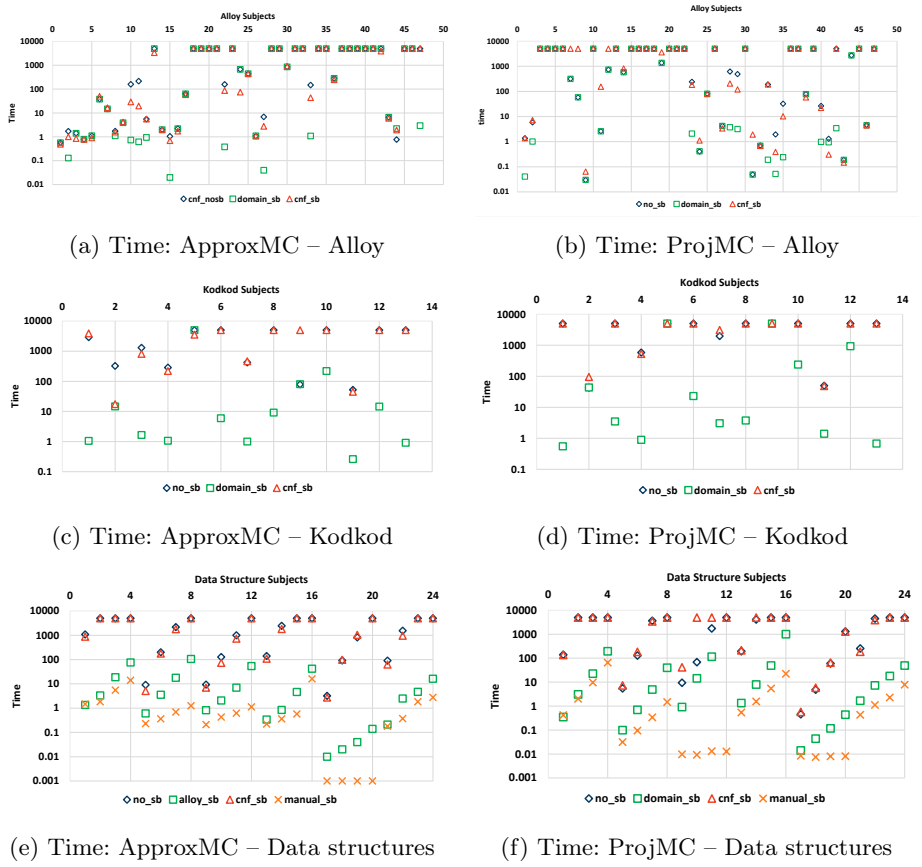 Alloy Subjects
0 5 10 15 20 25 30 35 40 45 50
10000
1000
100
10
1
0.1
0.01
Time
cnf_nosb domain_sb cnf_sb
(a) Time: ApproxMC – Alloy
Alloy Subjects
0 10 20 30 40 50
10000
1000
100
10
1
0.1
0.01
time
no_sb domain_sb cnf_sb
(b) Time: ProjMC – Alloy
Kodkod Subjects
0 2 4 6 8 10 12 14
10000
1000
100
10
1
0.1
Time
no_sb domain_sb cnf_sb
(c) Time: ApproxMC – Kodkod
Kodkod Subjects
0 2 4 6 8 10 12 14
10000
1000
100
10
1
0.1
Time
no_sb domain_sb cnf_sb
(d) Time: ProjMC – Kodkod
Data Structure Subjects
0 4 8 12 16 20 24
10000
1000
100
10
1
0.1
0.01
0.001
Time
no_sb alloy_sb cnf_sb manual_sb
(e) Time: ApproxMC – Data structures
Data Structure Subjects
0 4 8 12 16 20 24
10000
1000
100
10
1
0.1
0.01
0.001
Time
no_sb domain_sb cnf_sb manual_sb
(f) Time: ProjMC – Data structures